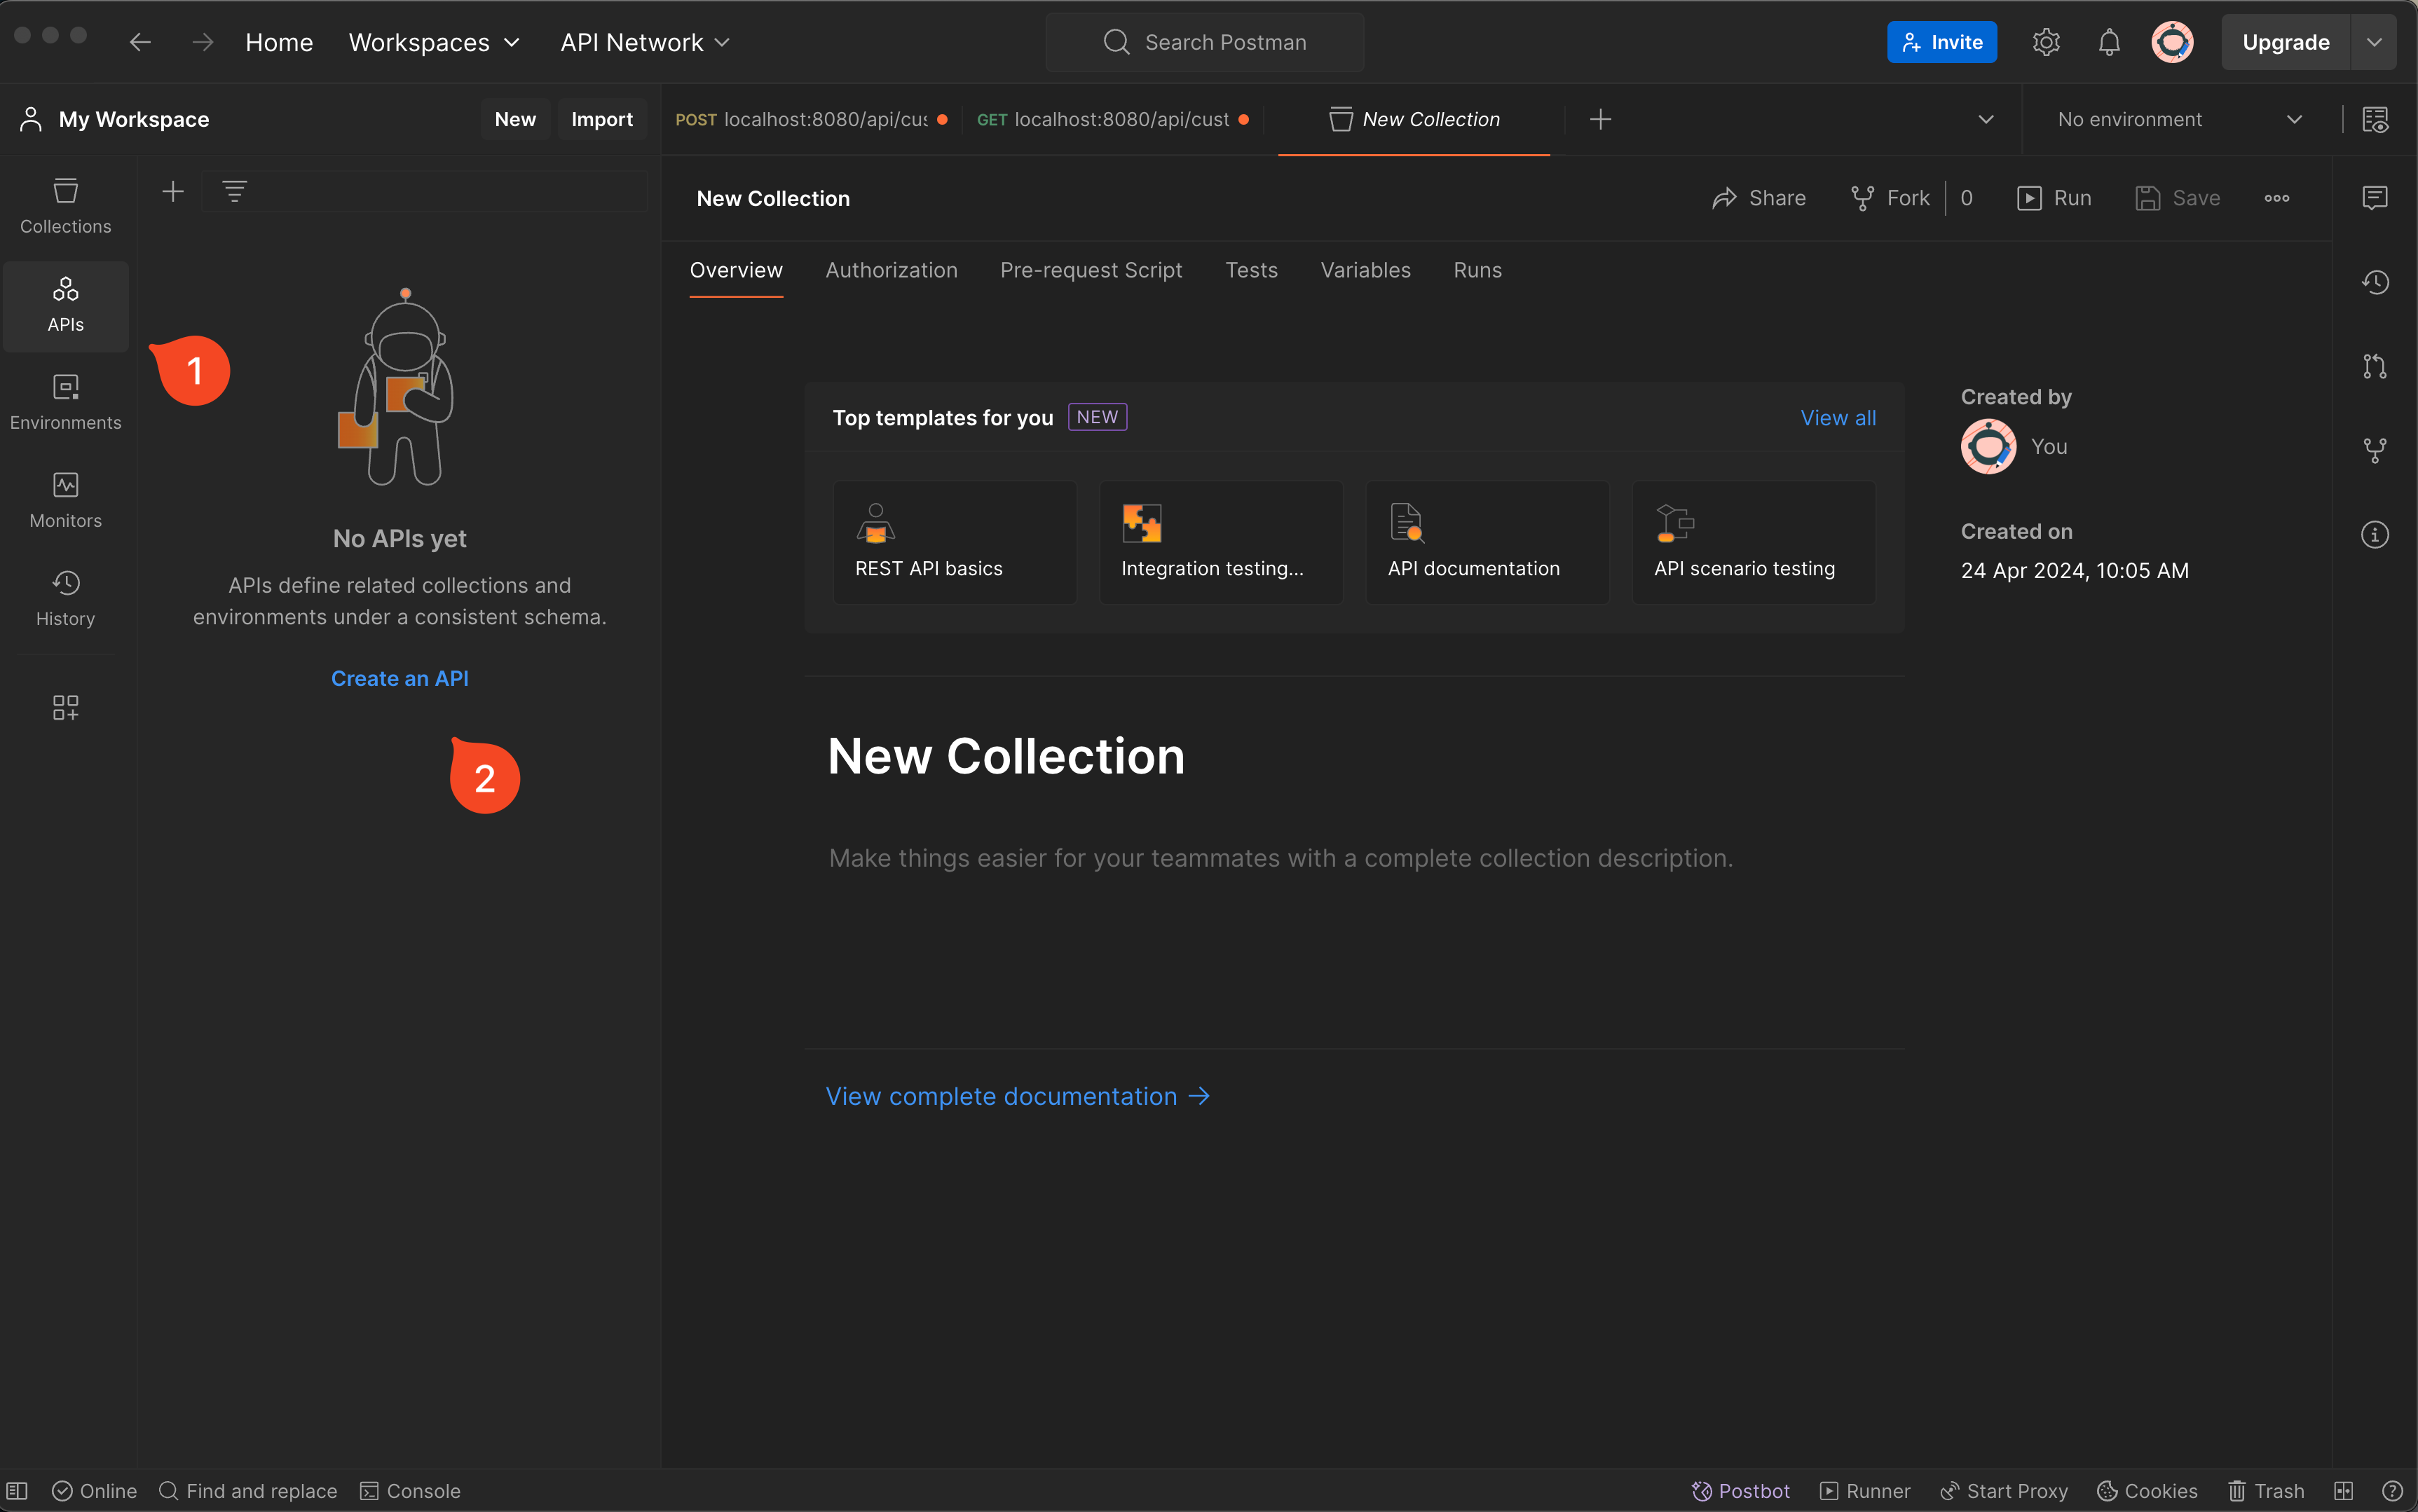 Home Workspaces API Network Search Postman Invite Upgrade
My Workspace New Import POST localhost:8080/api/cus GET localhost:8080/api/cust New Collection No environment
Collections
APIs
Environments
Monitors
History
1
No APIs yet
APIs define related collections and
environments under a consistent schema.
Create an API
2
New Collection Share Fork 0 Run Save
Overview Authorization Pre-request Script Tests Variables Runs
Top templates for you NEW View all
REST API basics Integration testing... API documentation API scenario testing
Created by
You
Created on
24 Apr 2024, 10:05 AM
New Collection
Make things easier for your teammates with a complete collection description.
View complete documentation →
Online Find and replace Console Postbot Runner Start Proxy Cookies Trash